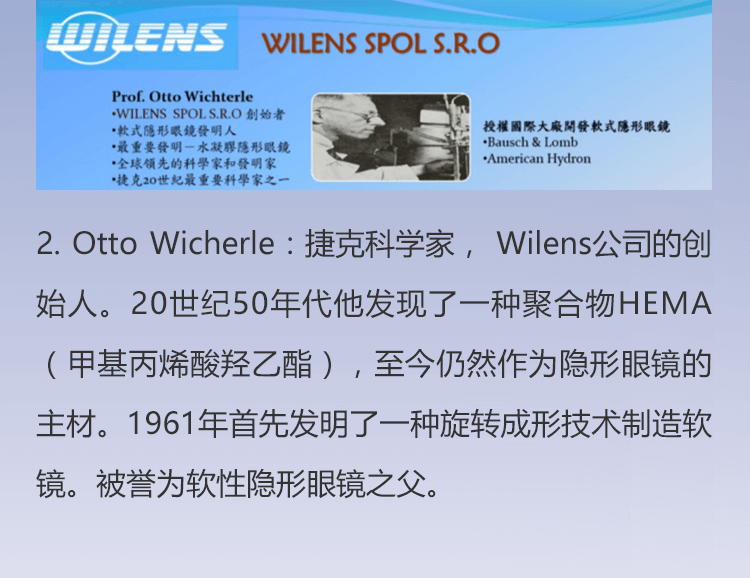 WILENS
WILENS SPOL S.R.O
Prof. Otto Wichterle
•WILENS SPOL S.R.O 創始者
•軟式隱形眼鏡發明人
•最重要發明－水凝膠隱形眼鏡
•全球領先的科學家和發明家
•捷克20世紀最重要科學家之一
授權國際大廠開發軟式隱形眼鏡
•Bausch & Lomb
•American Hydron
2. Otto Wicherle：捷克科学家， Wilens公司的创
始人。20世纪50年代他发现了一种聚合物HEMA
（甲基丙烯酸羟乙酯），至今仍然作为隐形眼镜的
主材。1961年首先发明了一种旋转成形技术制造软
镜。被誉为软性隐形眼镜之父。